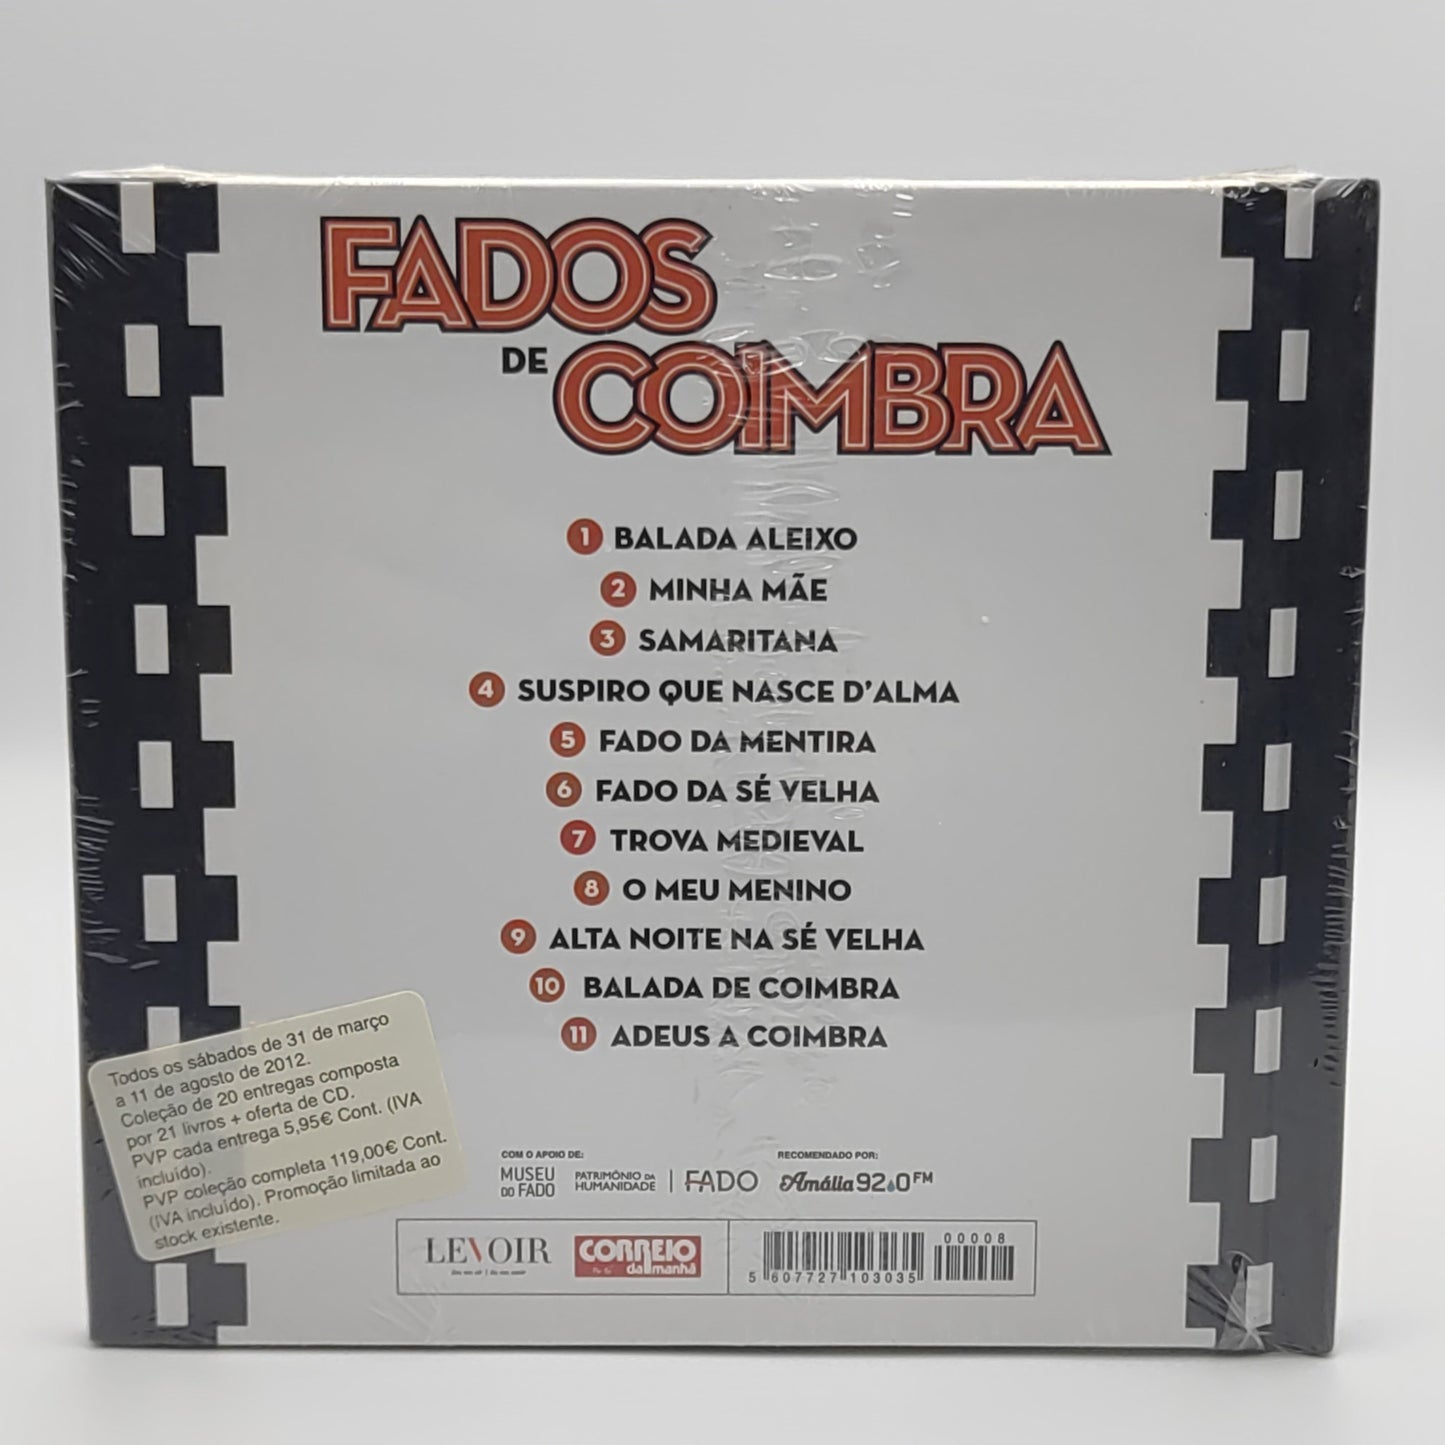 FADOS
DE COIMBRA
1 BALADA ALEIXO
2 MINHA MÃE
3 SAMARITANA
4 SUSPIRO QUE NASCE D'ALMA
5 FADO DA MENTIRA
6 FADO DA SÉ VELHA
7 TROVA MEDIEVAL
8 O MEU MENINO
9 ALTA NOITE NA SÉ VELHA
10 BALADA DE COIMBRA
11 ADEUS A COIMBRA
Todos os sábados de 31 de março
a 11 de agosto de 2012.
Coleção de 20 entregas composta
por 21 livros + oferta de CD.
PVP cada entrega 5,95€ Cont. (IVA
incluído).
PVP coleção completa 119,00€ Cont.
(IVA incluído). Promoção limitada ao
stock existente.
COM O APOIO DE:
MUSEU
DO FADO
PATRIMÓNIO DA
HUMANIDADE
FADO
RECOMENDADO POR:
Amália 92.0 FM
LEVOIR
CORREIO
da manhã
00008
5 607727 103035